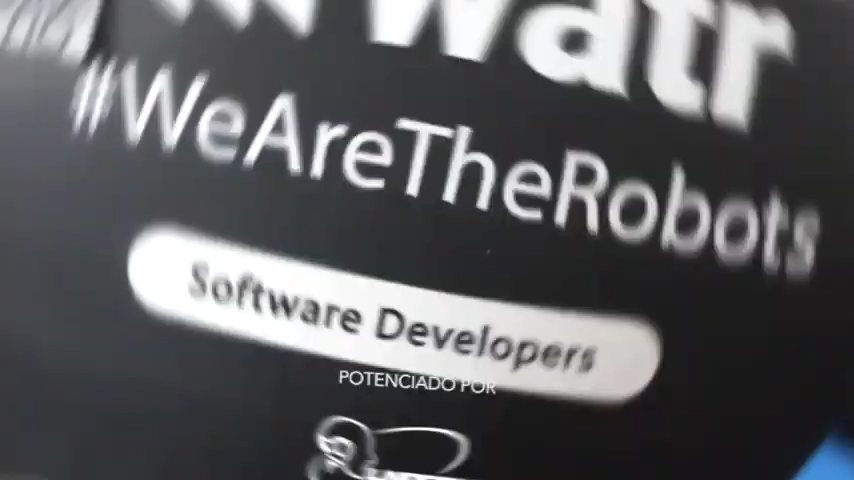 Watr
#WeAreTheRobots
Software Developers
POTENCIADO POR